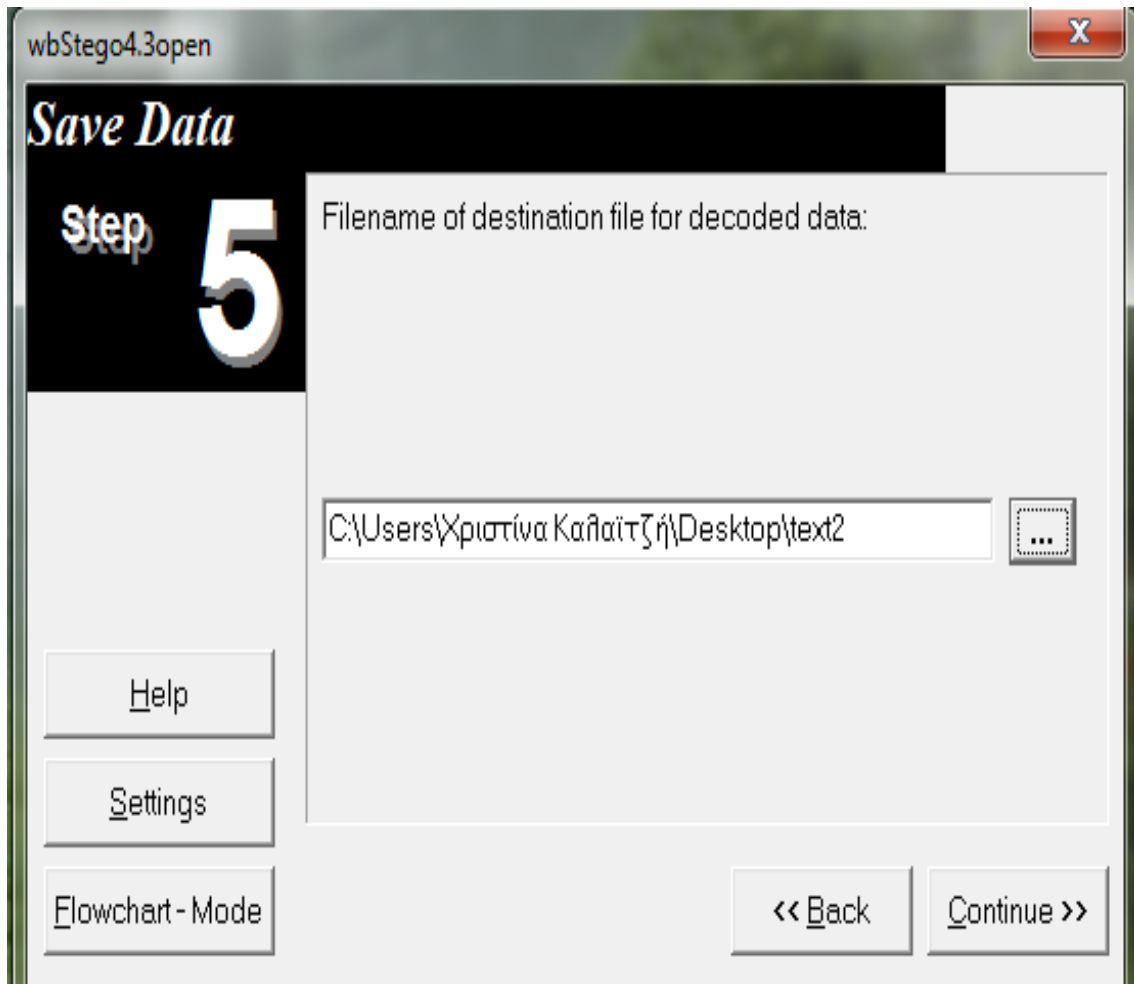 wbStego4.3open
X
Save Data
Step 5
Filename of destination file for decoded data:
C:\Users\Χριστίνα Καλαϊτζή\Desktop\text2
...
Help
Settings
Flowchart - Mode
<< Back
Continue >>